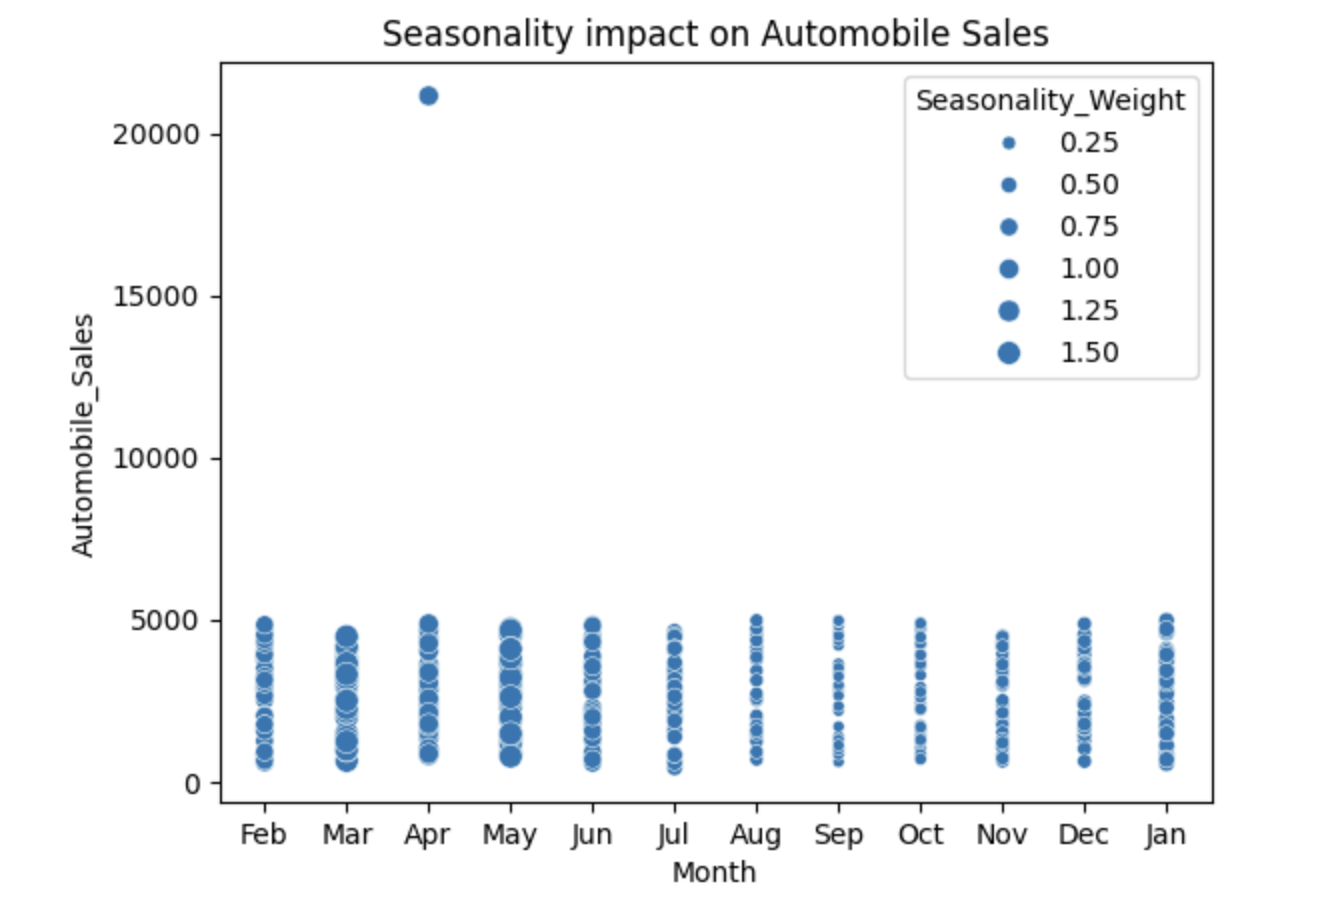 Seasonality impact on Automobile Sales
Seasonality_Weight
0.25
0.50
0.75
1.00
1.25
1.50
Automobile_Sales
20000
15000
10000
5000
0
Feb Mar Apr May Jun Jul Aug Sep Oct Nov Dec Jan
Month